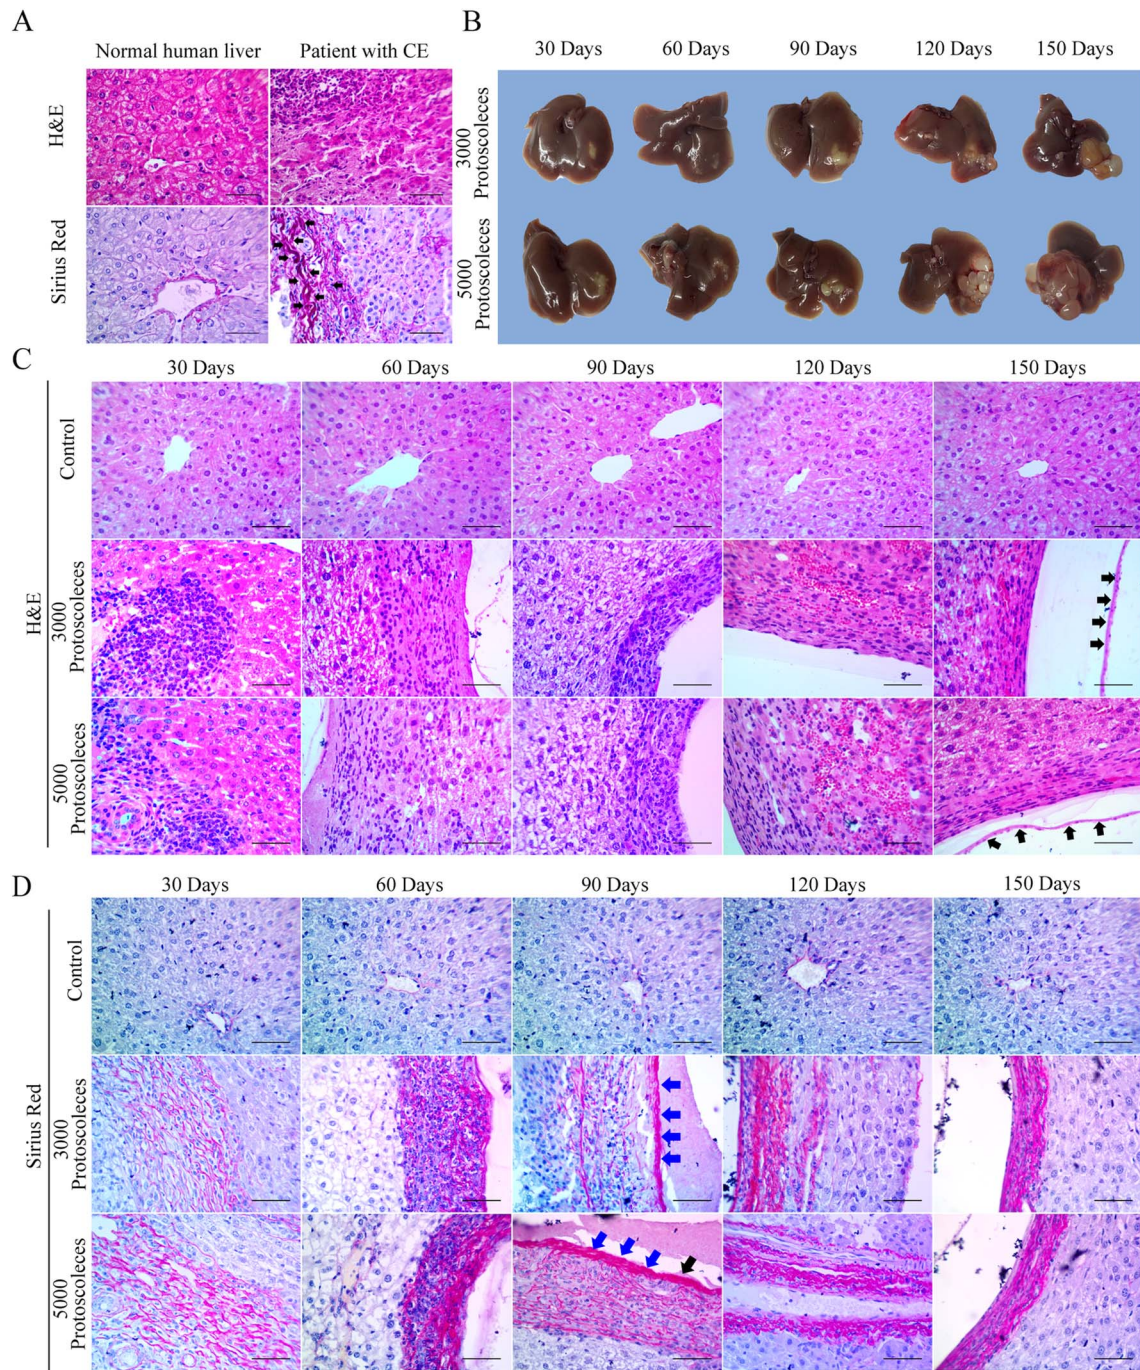 A
Normal human liver
Patient with CE
H&E
Sirius Red
B
30 Days
60 Days
90 Days
120 Days
150 Days
3000
Protoscoleces
5000
Protoscoleces
C
30 Days
60 Days
90 Days
120 Days
150 Days
H&E
Control
3000
Protoscoleces
5000
Protoscoleces
D
30 Days
60 Days
90 Days
120 Days
150 Days
Sirius Red
Control
3000
Protoscoleces
5000
Protoscoleces